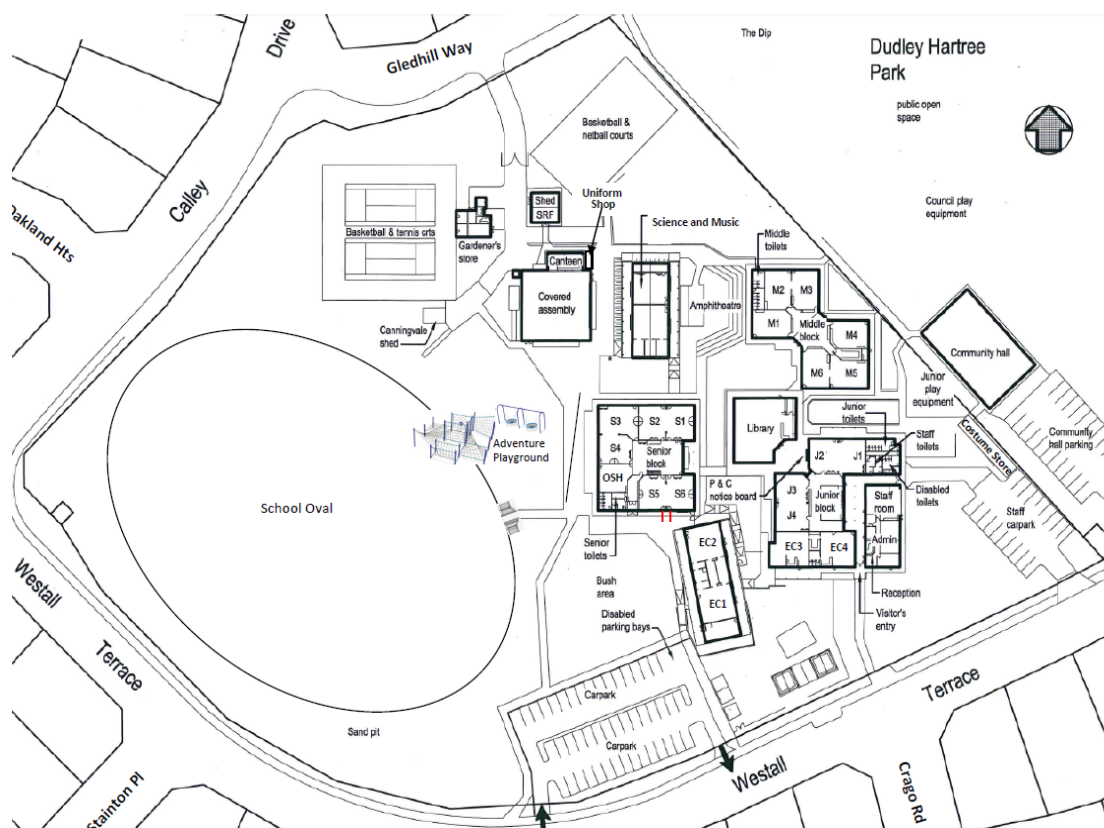 The Dip
Dudley Hartree
Park
public open
space
Council play
equipment
Drive
Gledhill Way
Calley
Oakland Hts
Basketball &
netball courts
Uniform
Shop
Shed
SRF
Science and Music
Basketball & tennis crts
Gardener's
store
Canteen
Covered
assembly
Canningvale
shed
Amphitheatre
Middle
toilets
M2
M3
M1
Middle
block
M4
M6
M5
Community hall
Junior
play
equipment
Junior
toilets
Staff
toilets
Costume Store
Community
hall parking
Adventure
Playground
School Oval
S3
S2
S1
S4
Senior
block
OSH
S5
S6
Library
P & C
notice board
J2
J1
J3
J4
Junior
block
Staff
room
Admin
Disabled
toilets
Staff
carpark
EC3
EC4
EC2
EC1
Senior
toilets
Bush
area
Disabled
parking bays
Reception
Visitor's
entry
Carpark
Carpark
Sand pit
Westall
Terrace
Westall
Terrace
Stainton Pl
Crago Rd